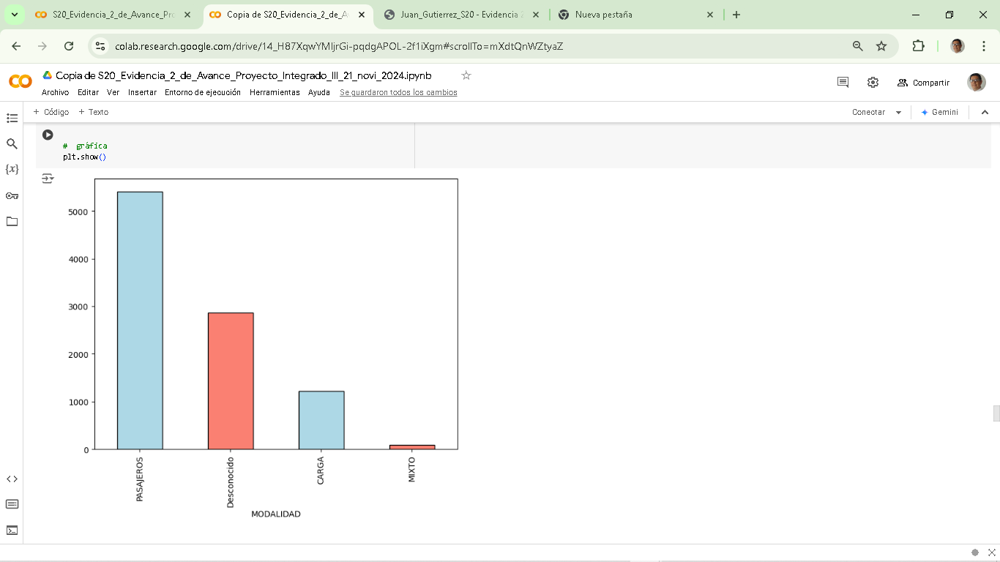 S20_Evidencia_2_de_Avance_Pr
Copia de S20_Evidencia_2_de_A
Juan_Gutierrez_S20 - Evidencia 2
Nueva pestaña
colab.research.google.com/drive/14_H87XqwYMljrGi-pqdgAPOL-2f1iXgm#scrollTo=mXdtQnWZtyaZ
Copia de S20_Evidencia_2_de_Avance_Proyecto_Integrado_III_21_novi_2024.ipynb
Archivo Editar Ver Insertar Entorno de ejecución Herramientas Ayuda Se guardaron todos los cambios
Compartir
+ Código + Texto
Conectar
Gemini
# gráfica
plt.show()
5000
4000
3000
2000
1000
0
PASAJEROS
Desconocido
CARGA
MIXTO
MODALIDAD